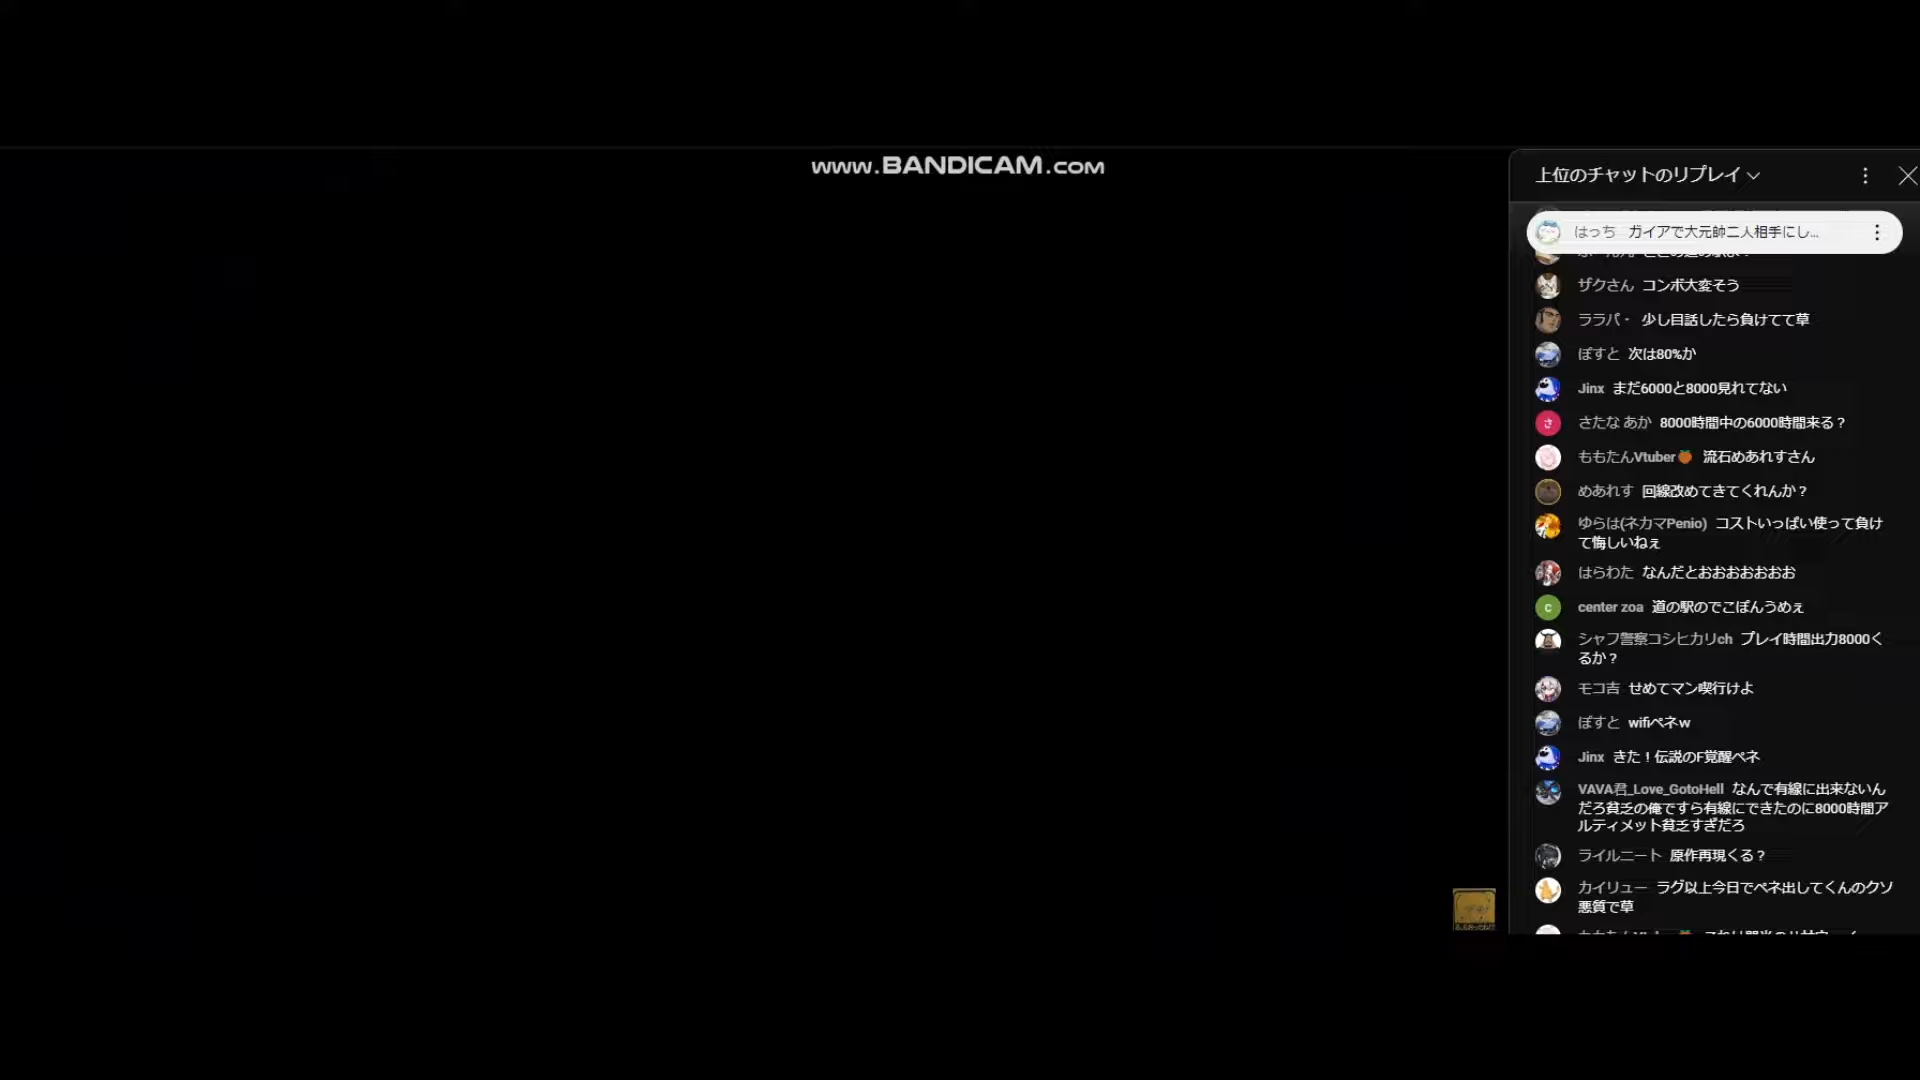 www.BANDICAM.COM
上位のチャットのリプレイ
はっち ガイアで大元帥二人相手にし...
ザクさん コンボ大変そう
ララパ・ 少し目話したら負けてて草
ぽすと 次は80%か
Jinx まだ6000と8000見れてない
さ
さたな あか 8000時間中の6000時間来る？
ももたんVtuber🍊 流石めあれすさん
めあれす 回線改めてきてくれんか？
ゆらは(ネカマPenio) コストいっぱい使って負け
て悔しいねぇ
はらわた なんだとおおおおおおお
c
center zoa 道の駅のでこぽんうめぇ
シャフ警察コシヒカリch プレイ時間出力8000く
るか？
モコ吉 せめてマン喫行けよ
ぽすと wifiペネw
Jinx きた！伝説のF覚醒ペネ
VAVA君_Love_GotoHell なんで有線に出来ないん
だろ貧乏の俺ですら有線にできたのに8000時間ア
ルティメット貧乏すぎだろ
ライルニート 原作再現くる？
カイリュー ラグ以上今日でペネ出してくんのクソ
悪質で草